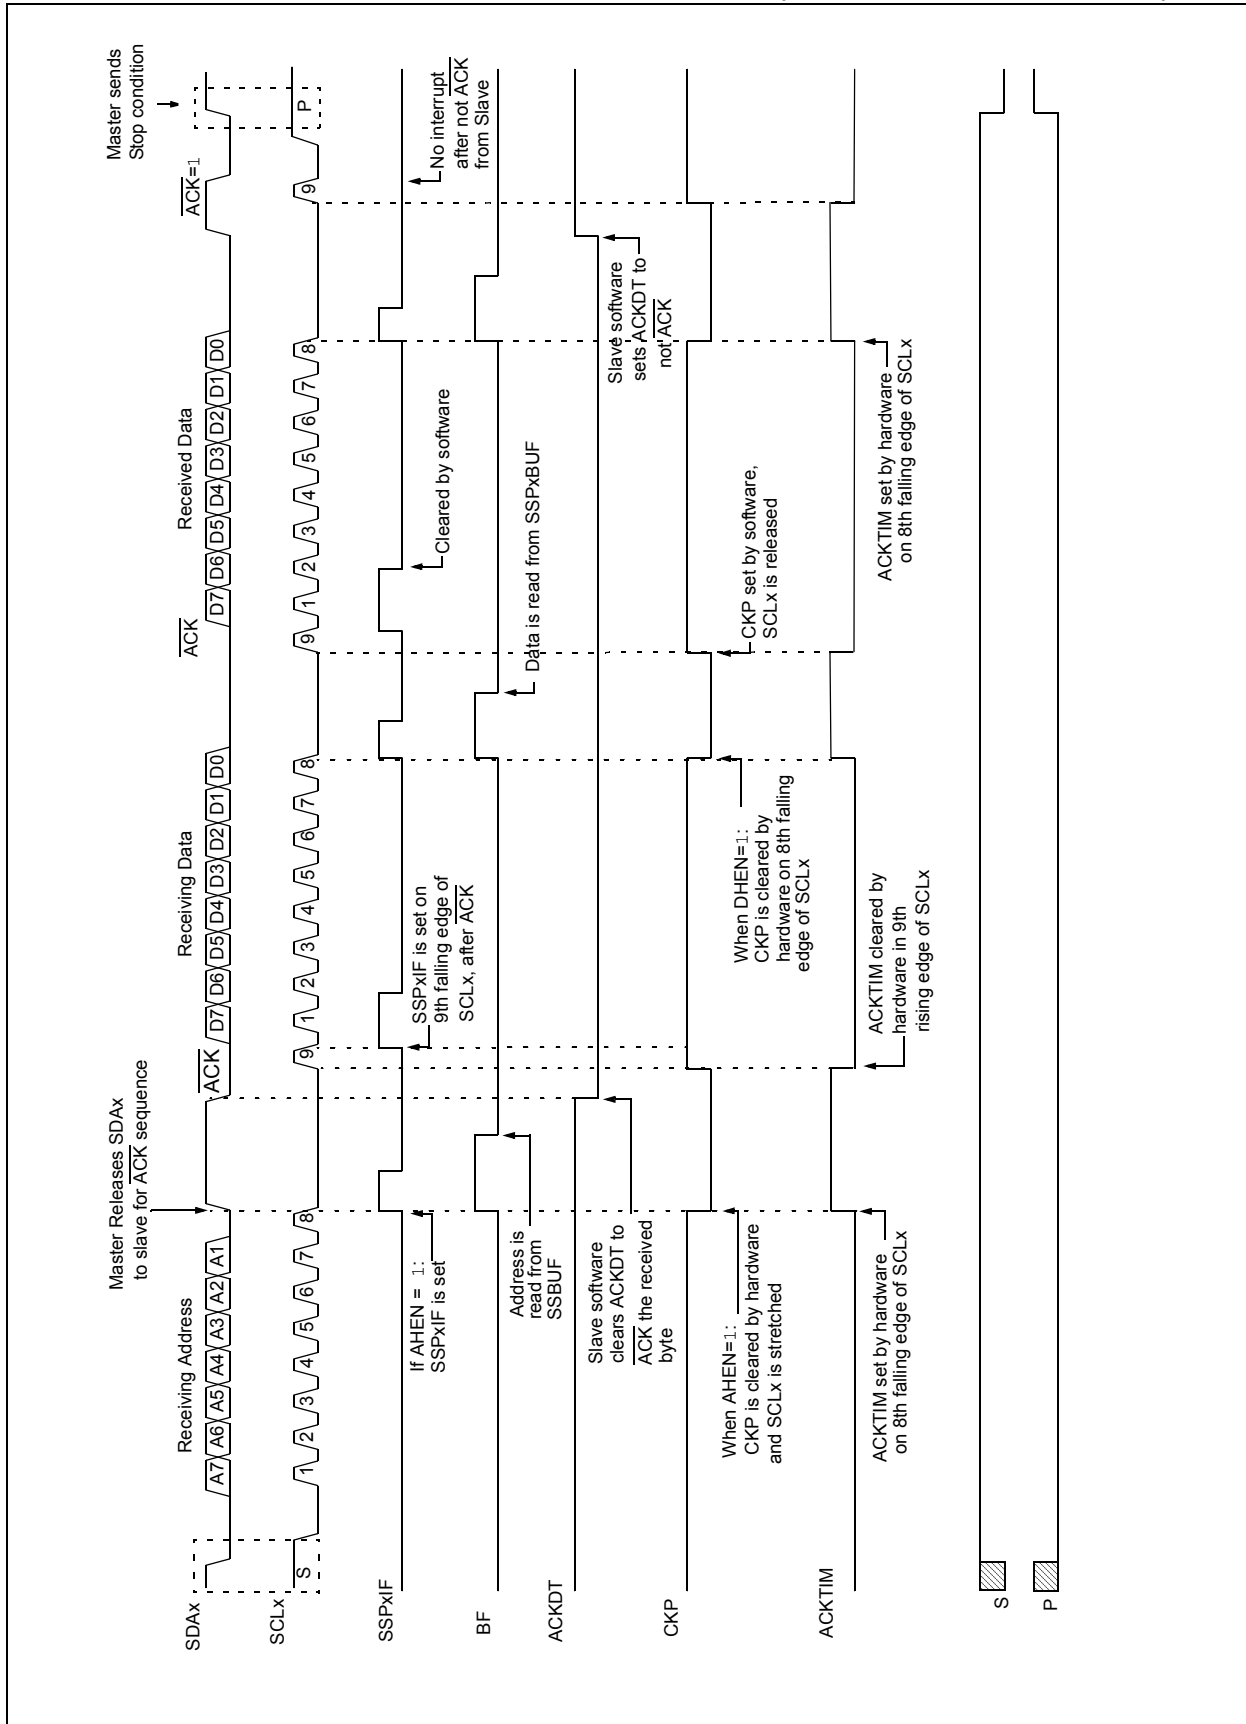 Master Releases SDAx
to slave for ACK sequence
Master sends
Stop condition
Receiving Address
Receiving Data
Received Data
ACK
ACK
ACK=1
SDAx
A7 A6 A5 A4 A3 A2 A1
D7 D6 D5 D4 D3 D2 D1 D0
D7 D6 D5 D4 D3 D2 D1 D0
SCLx
S 1 2 3 4 5 6 7 8 9 1 2 3 4 5 6 7 8 9 1 2 3 4 5 6 7 8 9 P
SSPxIF
If AHEN = 1:
SSPxIF is set
SSPxIF is set on
9th falling edge of
SCLx, after ACK
Cleared by software
No interrupt
after not ACK
from Slave
BF
Address is
read from
SSBUF
Data is read from SSPxBUF
ACKDT
Slave software
clears ACKDT to
ACK the received
byte
Slave software
sets ACKDT to
not ACK
CKP
When AHEN=1:
CKP is cleared by hardware
and SCLx is stretched
When DHEN=1:
CKP is cleared by
hardware on 8th falling
edge of SCLx
CKP set by software,
SCLx is released
ACKTIM
ACKTIM set by hardware
on 8th falling edge of SCLx
ACKTIM cleared by
hardware in 9th
rising edge of SCLx
ACKTIM set by hardware
on 8th falling edge of SCLx
S
P